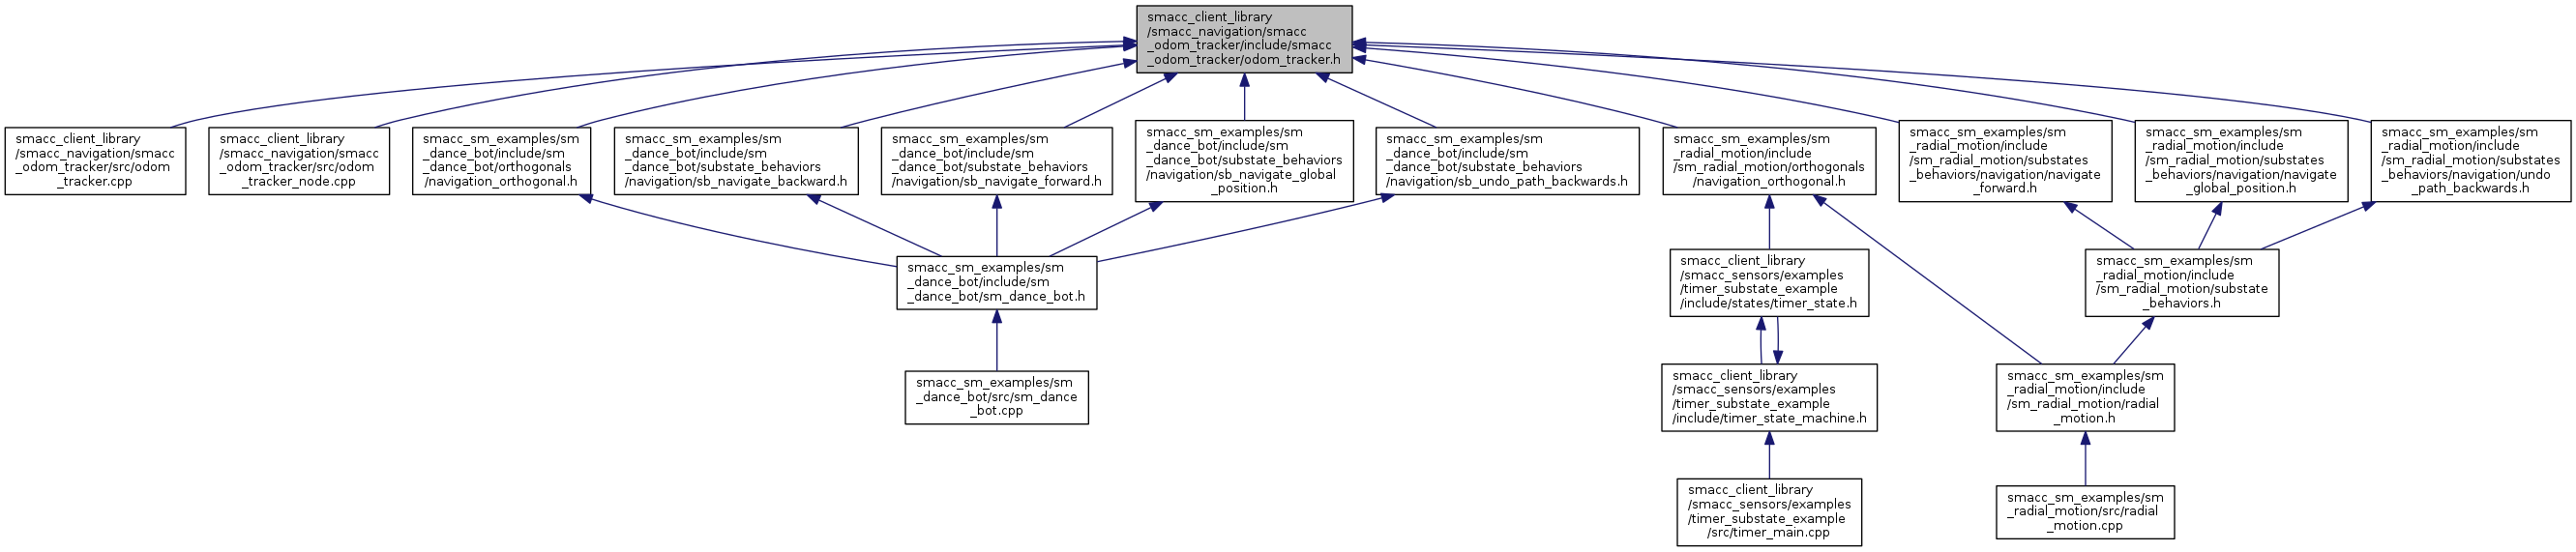 smacc_client_library
/smacc_navigation/smacc
_odom_tracker/include/smacc
_odom_tracker/odom_tracker.h
smacc_client_library
/smacc_navigation/smacc
_odom_tracker/src/odom
_tracker.cpp
smacc_client_library
/smacc_navigation/smacc
_odom_tracker/src/odom
_tracker_node.cpp
smacc_sm_examples/sm
_dance_bot/include/sm
_dance_bot/orthogonals
/navigation_orthogonal.h
smacc_sm_examples/sm
_dance_bot/include/sm
_dance_bot/substate_behaviors
/navigation/sb_navigate_backward.h
smacc_sm_examples/sm
_dance_bot/include/sm
_dance_bot/substate_behaviors
/navigation/sb_navigate_forward.h
smacc_sm_examples/sm
_dance_bot/include/sm
_dance_bot/substate_behaviors
/navigation/sb_navigate_global
_position.h
smacc_sm_examples/sm
_dance_bot/include/sm
_dance_bot/substate_behaviors
/navigation/sb_undo_path_backwards.h
smacc_sm_examples/sm
_radial_motion/include
/sm_radial_motion/orthogonals
/navigation_orthogonal.h
smacc_sm_examples/sm
_radial_motion/include
/sm_radial_motion/substates
_behaviors/navigation/navigate
_forward.h
smacc_sm_examples/sm
_radial_motion/include
/sm_radial_motion/substates
_behaviors/navigation/navigate
_global_position.h
smacc_sm_examples/sm
_radial_motion/include
/sm_radial_motion/substates
_behaviors/navigation/undo
_path_backwards.h
smacc_sm_examples/sm
_dance_bot/include/sm
_dance_bot/sm_dance_bot.h
smacc_client_library
/smacc_sensors/examples
/timer_substate_example
/include/states/timer_state.h
smacc_sm_examples/sm
_radial_motion/include
/sm_radial_motion/substate
_behaviors.h
smacc_sm_examples/sm
_dance_bot/src/sm_dance
_bot.cpp
smacc_client_library
/smacc_sensors/examples
/timer_substate_example
/include/timer_state_machine.h
smacc_sm_examples/sm
_radial_motion/include
/sm_radial_motion/radial
_motion.h
smacc_client_library
/smacc_sensors/examples
/timer_substate_example
/src/timer_main.cpp
smacc_sm_examples/sm
_radial_motion/src/radial
_motion.cpp